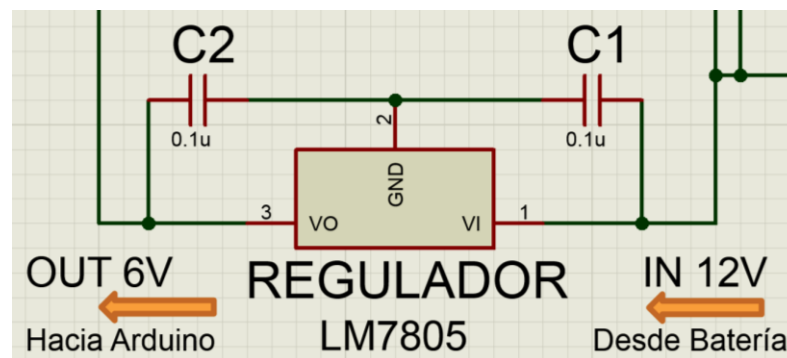 C2
C1
0.1u
0.1u
2
GND
3
VO
VI
1
OUT 6V
REGULADOR
IN 12V
Hacia Arduino
LM7805
Desde Batería